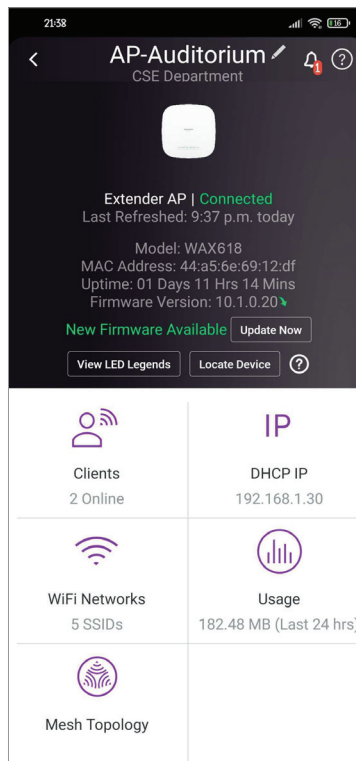 21:38
16
AP-Auditorium
CSE Department
1
?
Extender AP | Connected
Last Refreshed: 9:37 p.m. today
Model: WAX618
MAC Address: 44:a5:6e:69:12:df
Uptime: 01 Days 11 Hrs 14 Mins
Firmware Version: 10.1.0.20
New Firmware Available Update Now
View LED Legends Locate Device ?
IP
Clients DHCP IP
2 Online 192.168.1.30
WiFi Networks Usage
5 SSIDs 182.48 MB (Last 24 hrs)
Mesh Topology